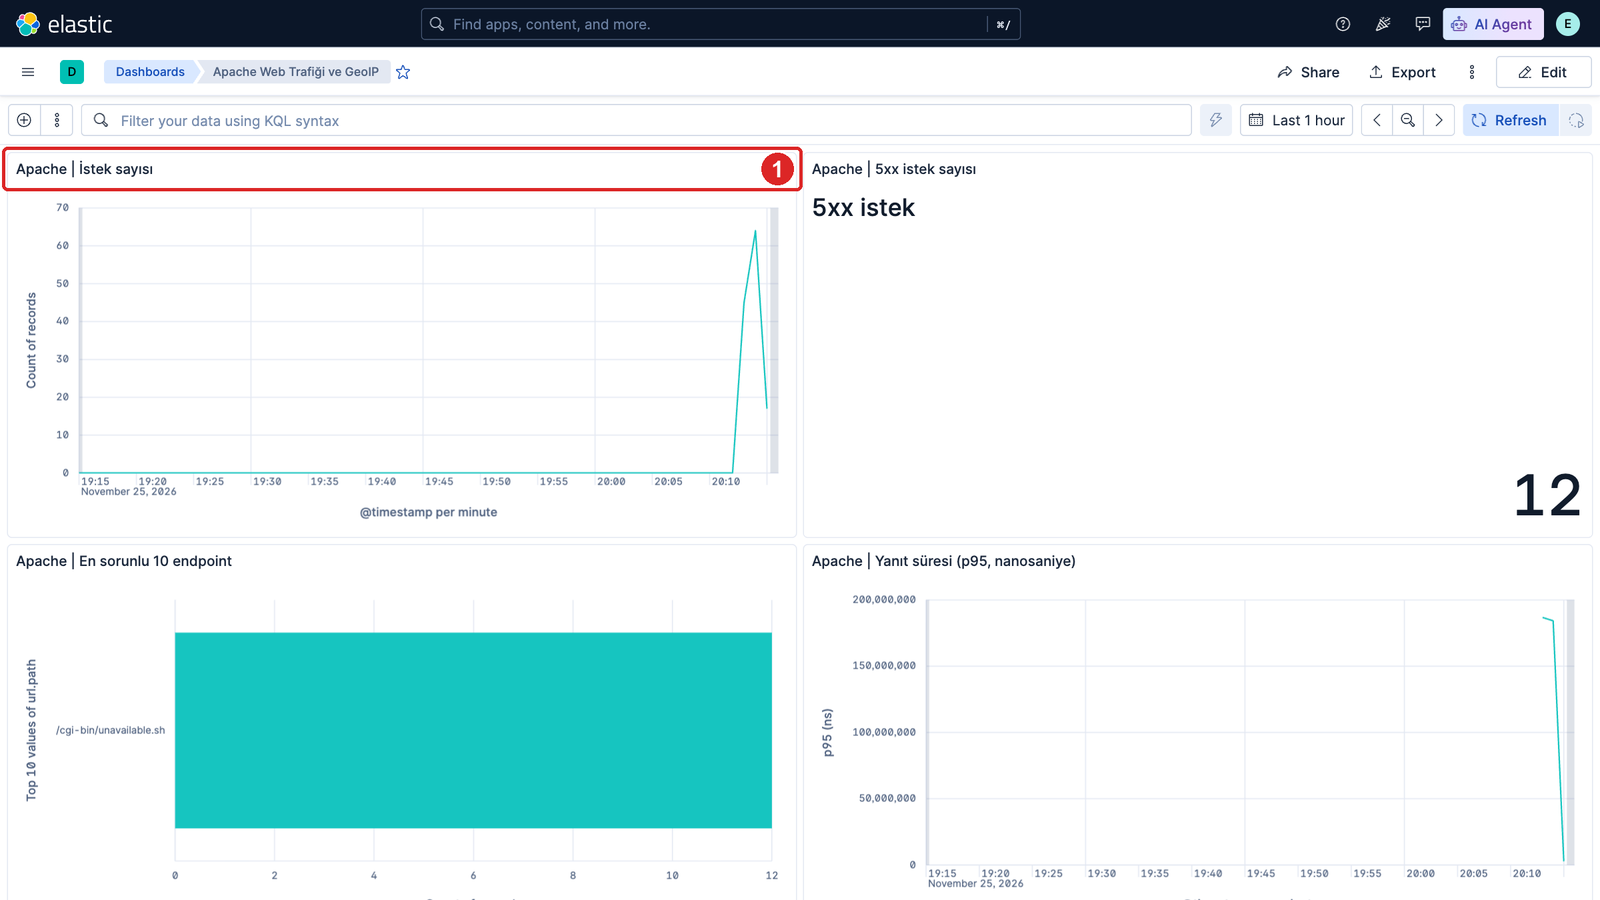 elastic
Find apps, content, and more.
⌘/
AI Agent
E
D
Dashboards
Apache Web Trafiği ve GeoIP
Share
Export
Edit
Filter your data using KQL syntax
Last 1 hour
Refresh
Apache | İstek sayısı
1
Count of records
70
60
50
40
30
20
10
0
19:15 19:20 19:25 19:30 19:35 19:40 19:45 19:50 19:55 20:00 20:05 20:10
November 25, 2026
@timestamp per minute
Apache | 5xx istek sayısı
5xx istek
12
Apache | En sorunlu 10 endpoint
Top 10 values of url.path
/cgi-bin/unavailable.sh
0 2 4 6 8 10 12
Apache | Yanıt süresi (p95, nanosaniye)
p95 (ns)
200,000,000
150,000,000
100,000,000
50,000,000
0
19:15 19:20 19:25 19:30 19:35 19:40 19:45 19:50 19:55 20:00 20:05 20:10
November 25, 2026